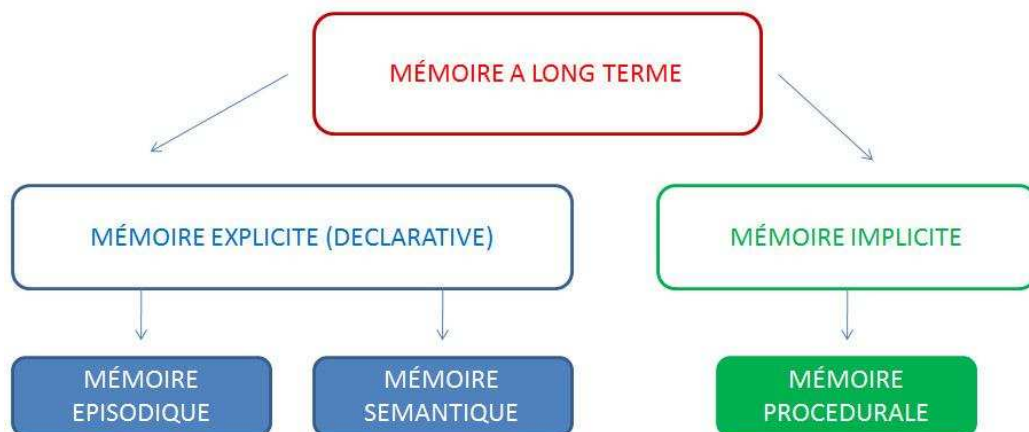 MÉMOIRE A LONG TERME
MÉMOIRE EXPLICITE (DECLARATIVE)
MÉMOIRE IMPLICITE
MÉMOIRE
EPISODIQUE
MÉMOIRE
SEMANTIQUE
MÉMOIRE
PROCEDURALE